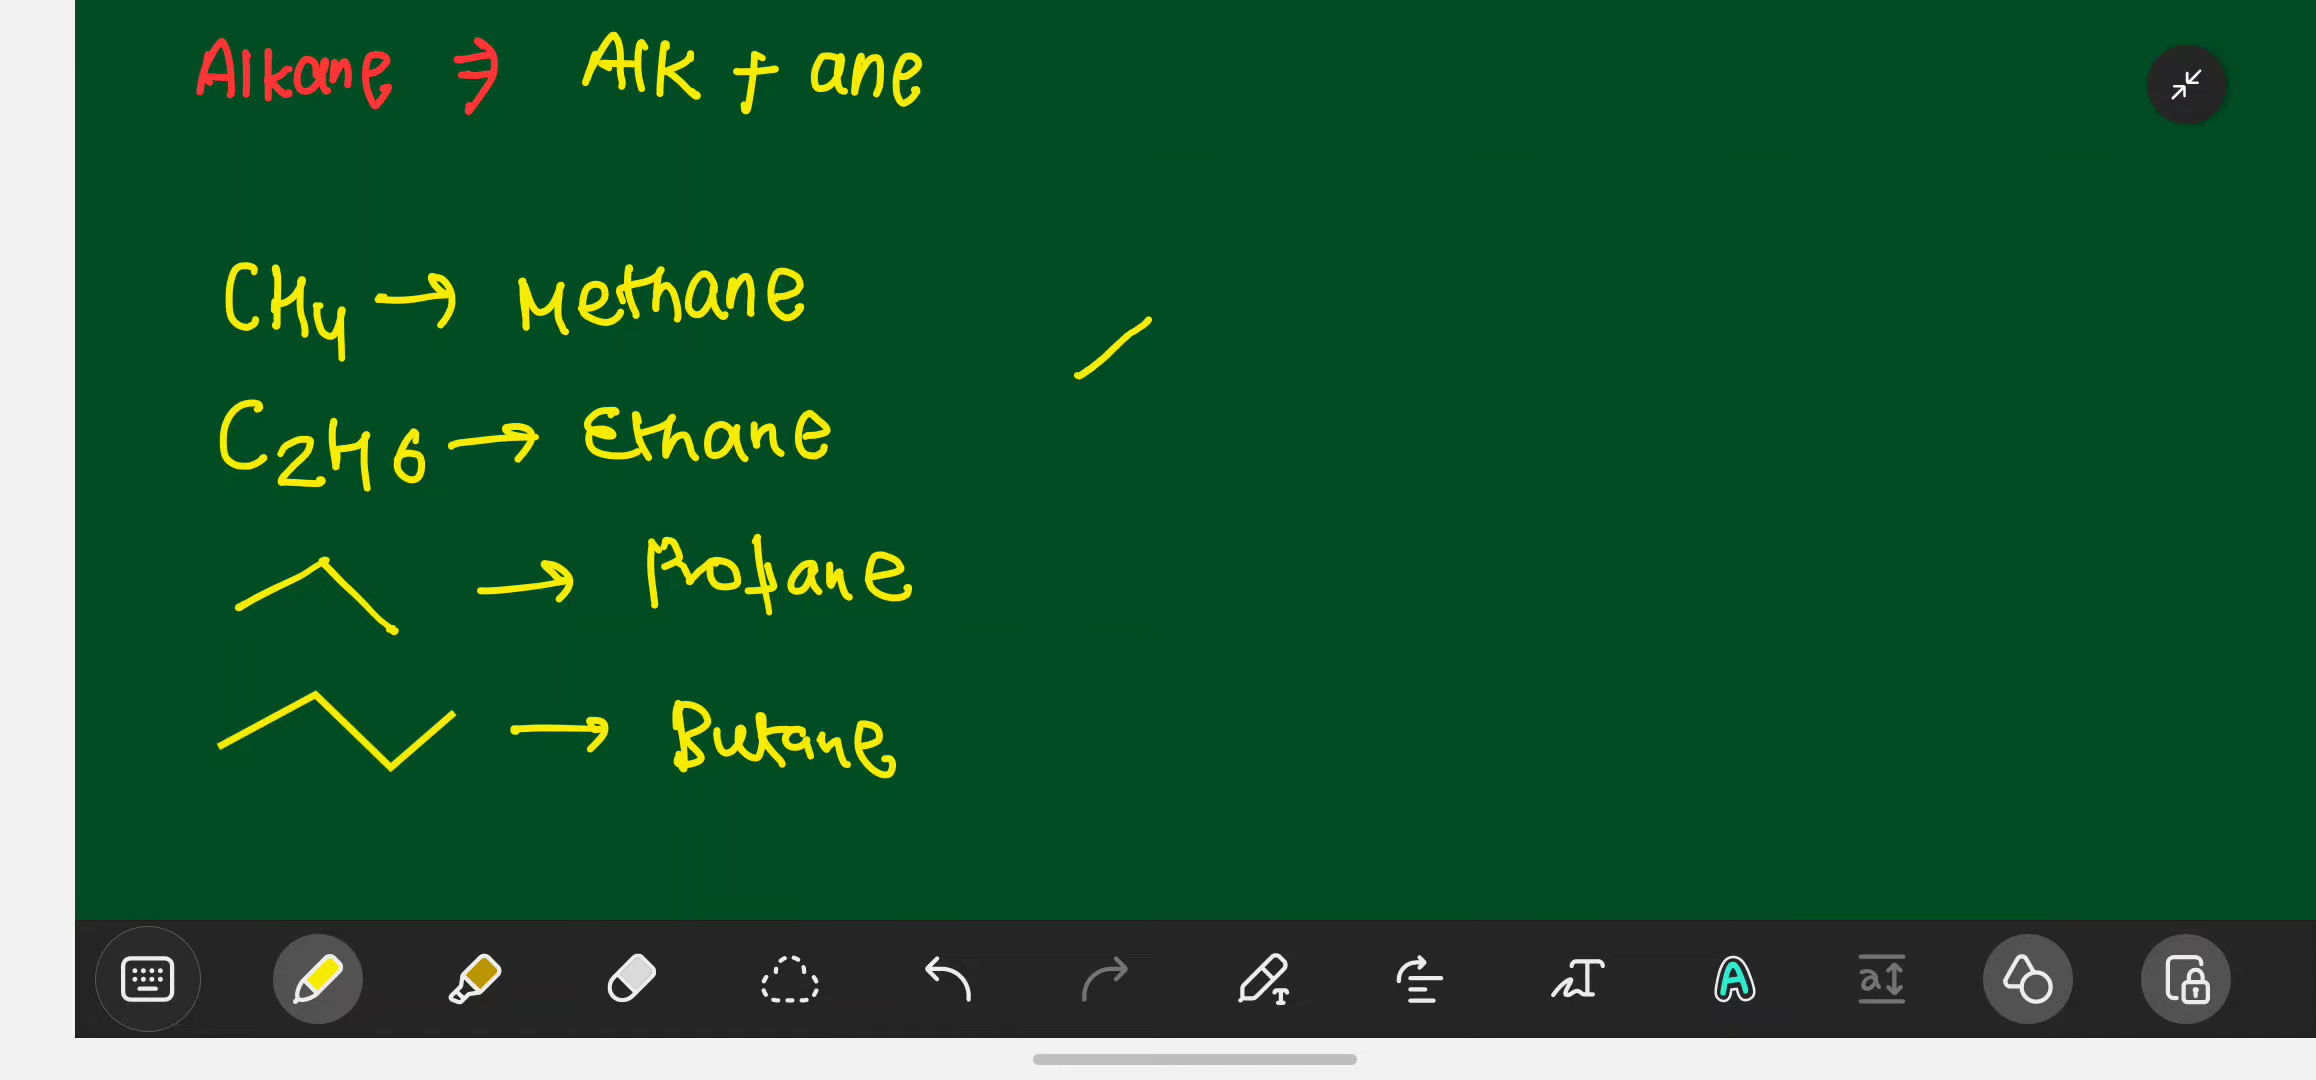 Alkane ⇒ Alk + ane
CH4 → Methane
C2H6 → Ethane
→ Propane
→ Butane